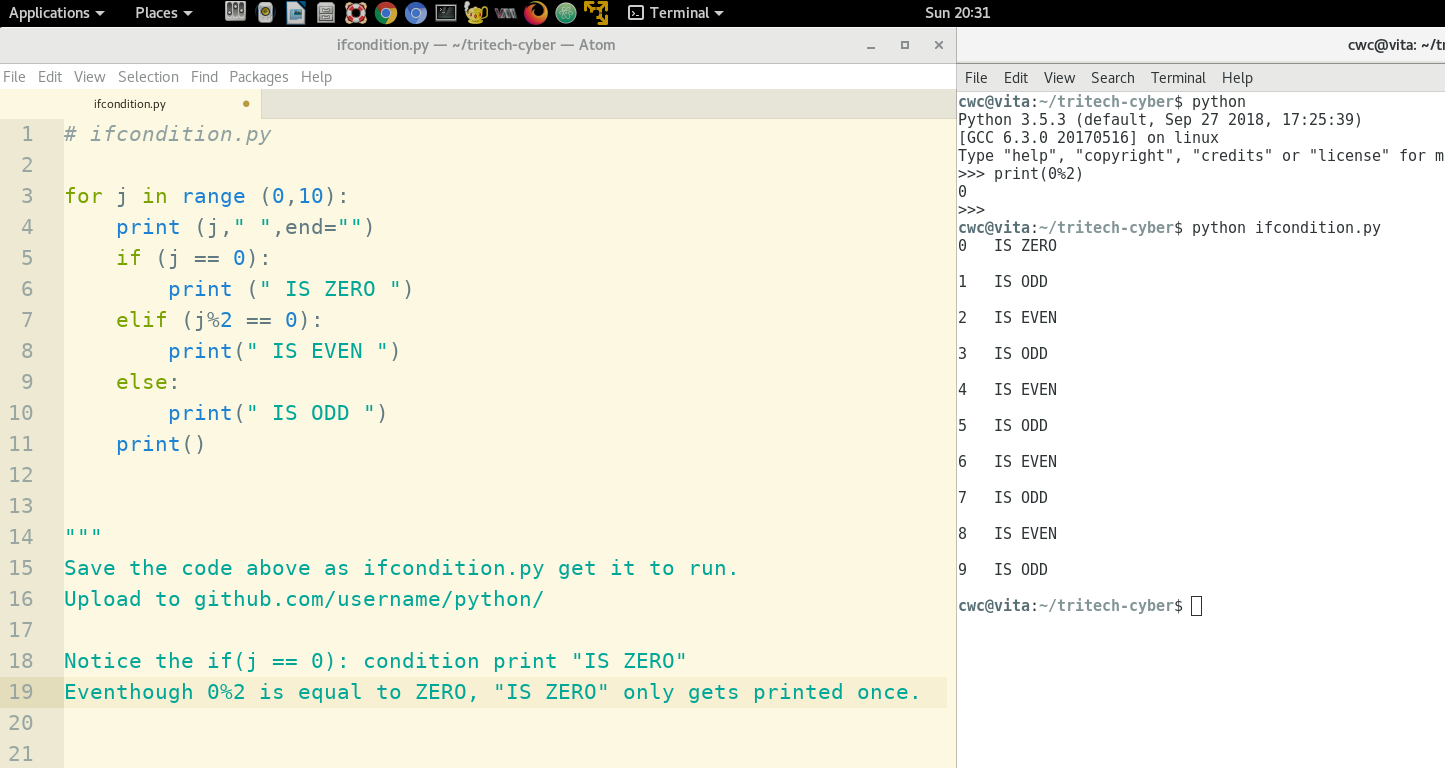 Applications Places Terminal Sun 20:31
ifcondition.py — ~/tritech-cyber — Atom
File Edit View Selection Find Packages Help
ifcondition.py
1 # ifcondition.py
2
3 for j in range (0,10):
4     print (j," ",end="")
5     if (j == 0):
6         print (" IS ZERO ")
7     elif (j%2 == 0):
8         print(" IS EVEN ")
9     else:
10         print(" IS ODD ")
11     print()
12
13
14 """
15 Save the code above as ifcondition.py get it to run.
16 Upload to github.com/username/python/
17
18 Notice the if(j == 0): condition print "IS ZERO"
19 Eventhough 0%2 is equal to ZERO, "IS ZERO" only gets printed once.
20
21
cwc@vita: ~/tr
File Edit View Search Terminal Help
cwc@vita:~/tritech-cyber$ python
Python 3.5.3 (default, Sep 27 2018, 17:25:39)
[GCC 6.3.0 20170516] on linux
Type "help", "copyright", "credits" or "license" for m
>>> print(0%2)
0
>>>
cwc@vita:~/tritech-cyber$ python ifcondition.py
0   IS ZERO
1   IS ODD
2   IS EVEN
3   IS ODD
4   IS EVEN
5   IS ODD
6   IS EVEN
7   IS ODD
8   IS EVEN
9   IS ODD
cwc@vita:~/tritech-cyber$